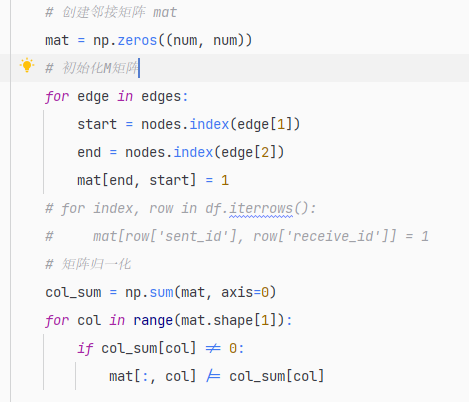 # 创建邻接矩阵 mat
mat = np.zeros((num, num))
# 初始化M矩阵
for edge in edges:
    start = nodes.index(edge[1])
    end = nodes.index(edge[2])
    mat[end, start] = 1
# for index, row in df.iterrows():
#     mat[row['sent_id'], row['receive_id']] = 1
# 矩阵归一化
col_sum = np.sum(mat, axis=0)
for col in range(mat.shape[1]):
    if col_sum[col] != 0:
        mat[:, col] /= col_sum[col]